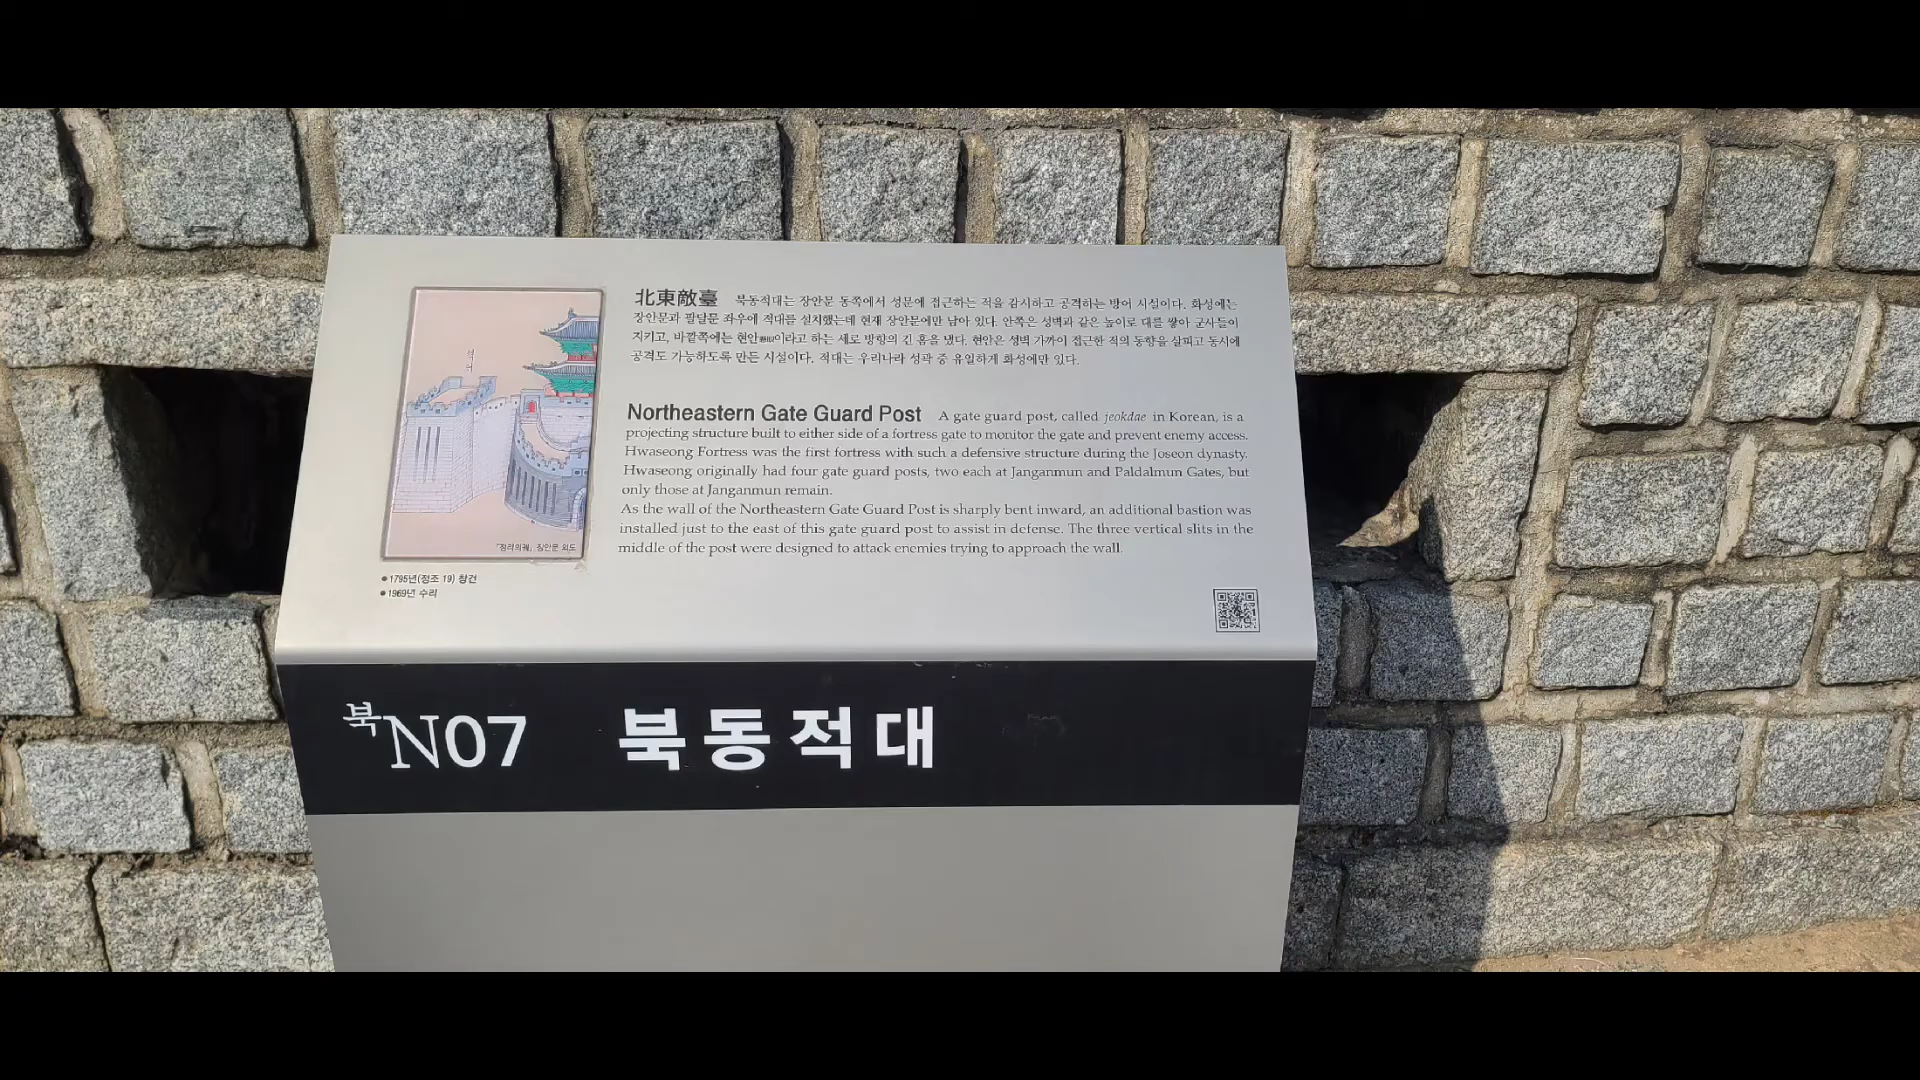 北東敵臺 북동적대는 장안문 동쪽에서 성문에 접근하는 적을 감시하고 공격하는 방어 시설이다. 화성에는
장안문과 팔달문 좌우에 적대를 설치했는데 현재 장안문에만 남아 있다. 안쪽은 성벽과 같은 높이로 대를 쌓아 군사들이
지키고, 바깥쪽에는 현안이라고 하는 세로 방향의 긴 홈을 냈다. 현안은 성벽 가까이 접근한 적의 동향을 살피고 동시에
공격도 가능하도록 만든 시설이다. 적대는 우리나라 성곽 중 유일하게 화성에만 있다.
Northeastern Gate Guard Post A gate guard post, called jeokdae in Korean, is a
projecting structure built to either side of a fortress gate to monitor the gate and prevent enemy access.
Hwaseong Fortress was the first fortress with such a defensive structure during the Joseon dynasty.
Hwaseong originally had four gate guard posts, two each at Janganmun and Paldalmun Gates, but
only those at Janganmun remain.
As the wall of the Northeastern Gate Guard Post is sharply bent inward, an additional bastion was
installed just to the east of this gate guard post to assist in defense. The three vertical slits in the
middle of the post were designed to attack enemies trying to approach the wall.
적대
「정리의궤」 장안문 외도
●1795년(정조 19) 창건
●1969년 수리
북N07 북동적대